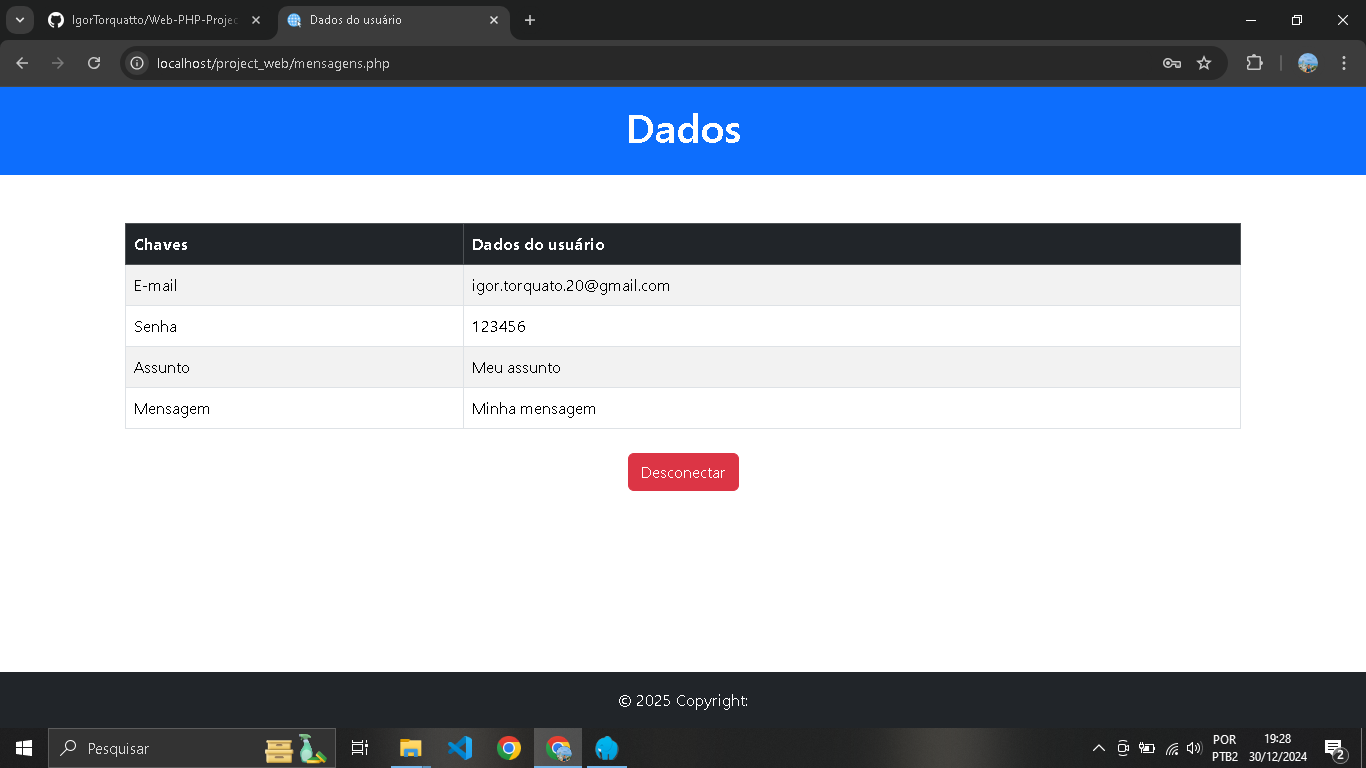 IgorTorquatto/Web-PHP-Projec
Dados do usuário
localhost/project_web/mensagens.php
Dados
Chaves Dados do usuário
E-mail igor.torquato.20@gmail.com
Senha 123456
Assunto Meu assunto
Mensagem Minha mensagem
Desconectar
© 2025 Copyright:
Pesquisar
POR 19:28
PTB2 30/12/2024
2